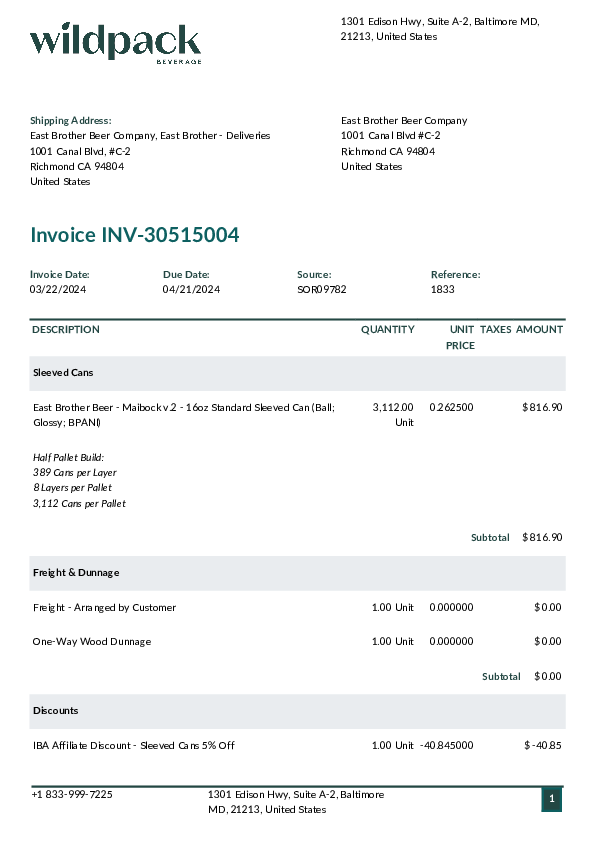 wildpack
BEVERAGE
1301 Edison Hwy, Suite A-2, Baltimore MD,
21213, United States
Shipping Address:
East Brother Beer Company, East Brother - Deliveries
1001 Canal Blvd, #C-2
Richmond CA 94804
United States
East Brother Beer Company
1001 Canal Blvd #C-2
Richmond CA 94804
United States
Invoice INV-30515004
Invoice Date: Due Date: Source: Reference:
03/22/2024 04/21/2024 SOR09782 1833
DESCRIPTION QUANTITY UNIT TAXES AMOUNT
PRICE
Sleeved Cans
East Brother Beer - Maibock v.2 - 16oz Standard Sleeved Can (Ball; 3,112.00 0.262500 $ 816.90
Glossy; BPANI) Unit
Half Pallet Build:
389 Cans per Layer
8 Layers per Pallet
3,112 Cans per Pallet
Subtotal $ 816.90
Freight & Dunnage
Freight - Arranged by Customer 1.00 Unit 0.000000 $ 0.00
One-Way Wood Dunnage 1.00 Unit 0.000000 $ 0.00
Subtotal $ 0.00
Discounts
IBA Affiliate Discount - Sleeved Cans 5% Off 1.00 Unit -40.845000 $ -40.85
+1 833-999-7225 1301 Edison Hwy, Suite A-2, Baltimore 1
MD, 21213, United States